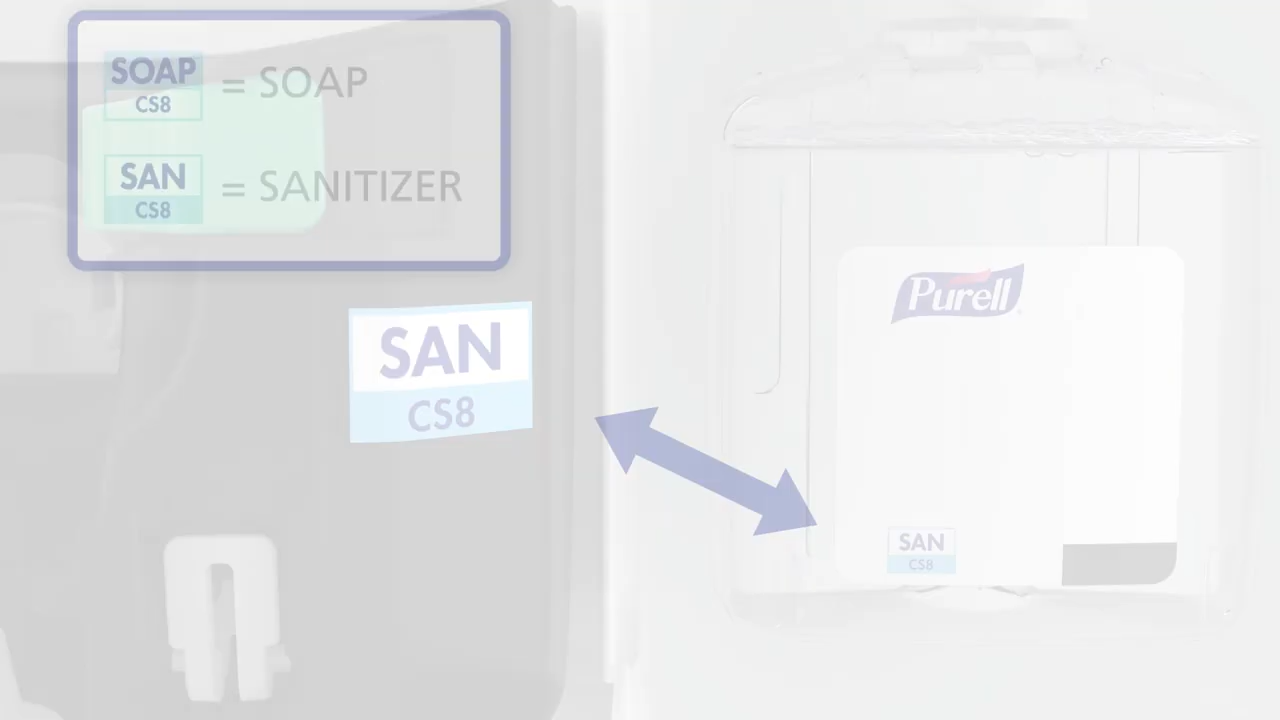 SOAP
CS8
= SOAP
SAN
CS8
= SANITIZER
SAN
CS8
Purell
SAN
CS8